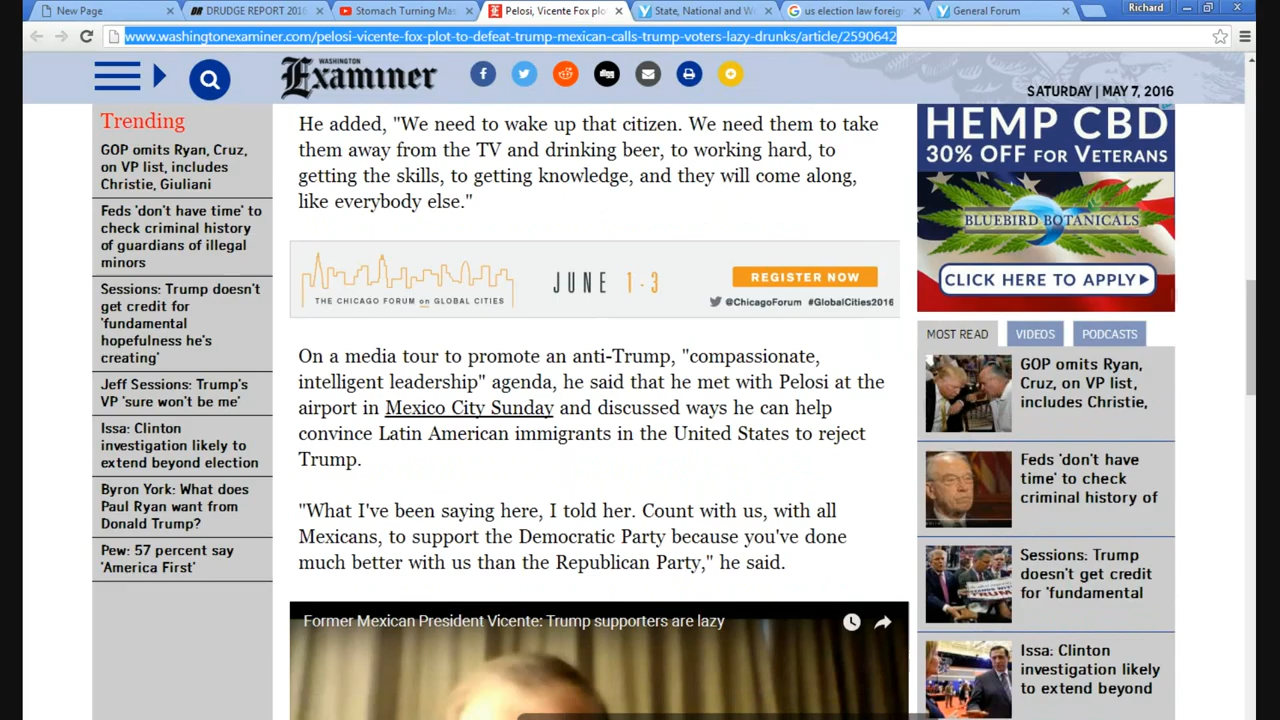 New Page
DRUDGE REPORT 2016
Stomach Turning Mas
Pelosi, Vicente Fox plo
State, National and W
us election law foreig
General Forum
Richard
www.washingtonexaminer.com/pelosi-vicente-fox-plot-to-defeat-trump-mexican-calls-trump-voters-lazy-drunks/article/2590642
WASHINGTON
Examiner
SATURDAY | MAY 7, 2016
Trending
GOP omits Ryan, Cruz,
on VP list, includes
Christie, Giuliani
Feds 'don't have time' to
check criminal history
of guardians of illegal
minors
Sessions: Trump doesn't
get credit for
'fundamental
hopefulness he's
creating'
Jeff Sessions: Trump's
VP 'sure won't be me'
Issa: Clinton
investigation likely to
extend beyond election
Byron York: What does
Paul Ryan want from
Donald Trump?
Pew: 57 percent say
'America First'
He added, "We need to wake up that citizen. We need them to take
them away from the TV and drinking beer, to working hard, to
getting the skills, to getting knowledge, and they will come along,
like everybody else."
THE CHICAGO FORUM on GLOBAL CITIES
JUNE 1-3
REGISTER NOW
@ChicagoForum #GlobalCities2016
On a media tour to promote an anti-Trump, "compassionate,
intelligent leadership" agenda, he said that he met with Pelosi at the
airport in Mexico City Sunday and discussed ways he can help
convince Latin American immigrants in the United States to reject
Trump.
"What I've been saying here, I told her. Count with us, with all
Mexicans, to support the Democratic Party because you've done
much better with us than the Republican Party," he said.
Former Mexican President Vicente: Trump supporters are lazy
HEMP CBD
30% OFF FOR VETERANS
BLUEBIRD BOTANICALS
CLICK HERE TO APPLY
MOST READ
VIDEOS
PODCASTS
GOP omits Ryan,
Cruz, on VP list,
includes Christie,
Feds 'don't have
time' to check
criminal history of
Sessions: Trump
doesn't get credit
for 'fundamental
Issa: Clinton
investigation likely
to extend beyond